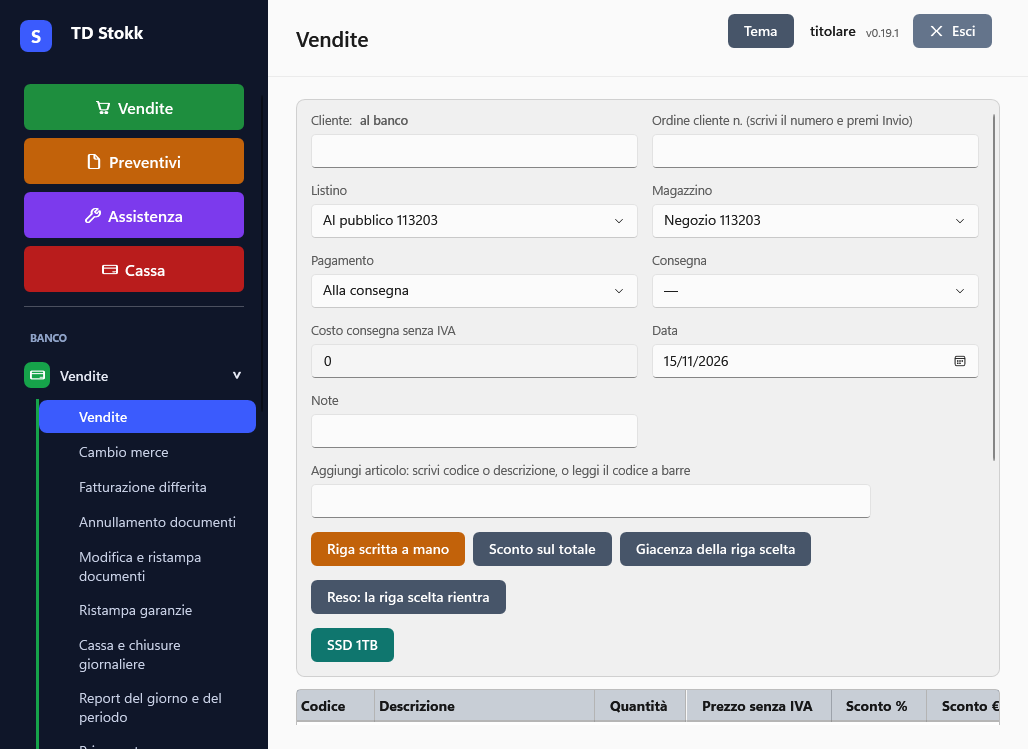 S TD Stokk
Vendite
Preventivi
Assistenza
Cassa
BANCO
Vendite
Vendite
Cambio merce
Fatturazione differita
Annullamento documenti
Modifica e ristampa
documenti
Ristampa garanzie
Cassa e chiusure
giornaliere
Report del giorno e del
periodo
Vendite
Tema titolare v0.19.1 Esci
Cliente: al banco
Ordine cliente n. (scrivi il numero e premi Invio)
Listino
Magazzino
Al pubblico 113203
Negozio 113203
Pagamento
Consegna
Alla consegna
—
Costo consegna senza IVA
Data
0
15/11/2026
Note
Aggiungi articolo: scrivi codice o descrizione, o leggi il codice a barre
Riga scritta a mano
Sconto sul totale
Giacenza della riga scelta
Reso: la riga scelta rientra
SSD 1TB
Codice Descrizione Quantità Prezzo senza IVA Sconto % Sconto €